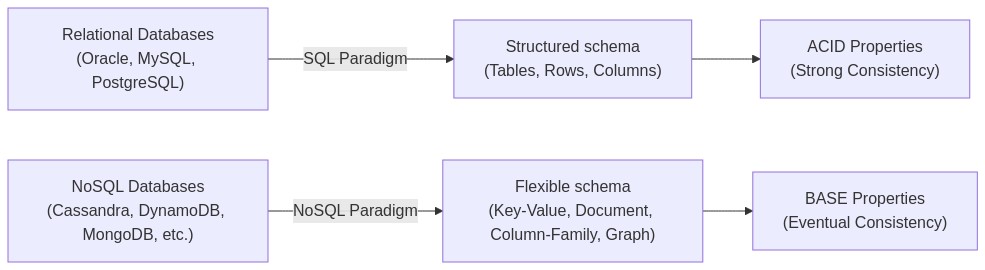 Relational Databases
(Oracle, MySQL,
PostgreSQL)
SQL Paradigm
Structured schema
(Tables, Rows, Columns)
ACID Properties
(Strong Consistency)
NoSQL Databases
(Cassandra, DynamoDB,
MongoDB, etc.)
NoSQL Paradigm
Flexible schema
(Key-Value, Document,
Column-Family, Graph)
BASE Properties
(Eventual Consistency)